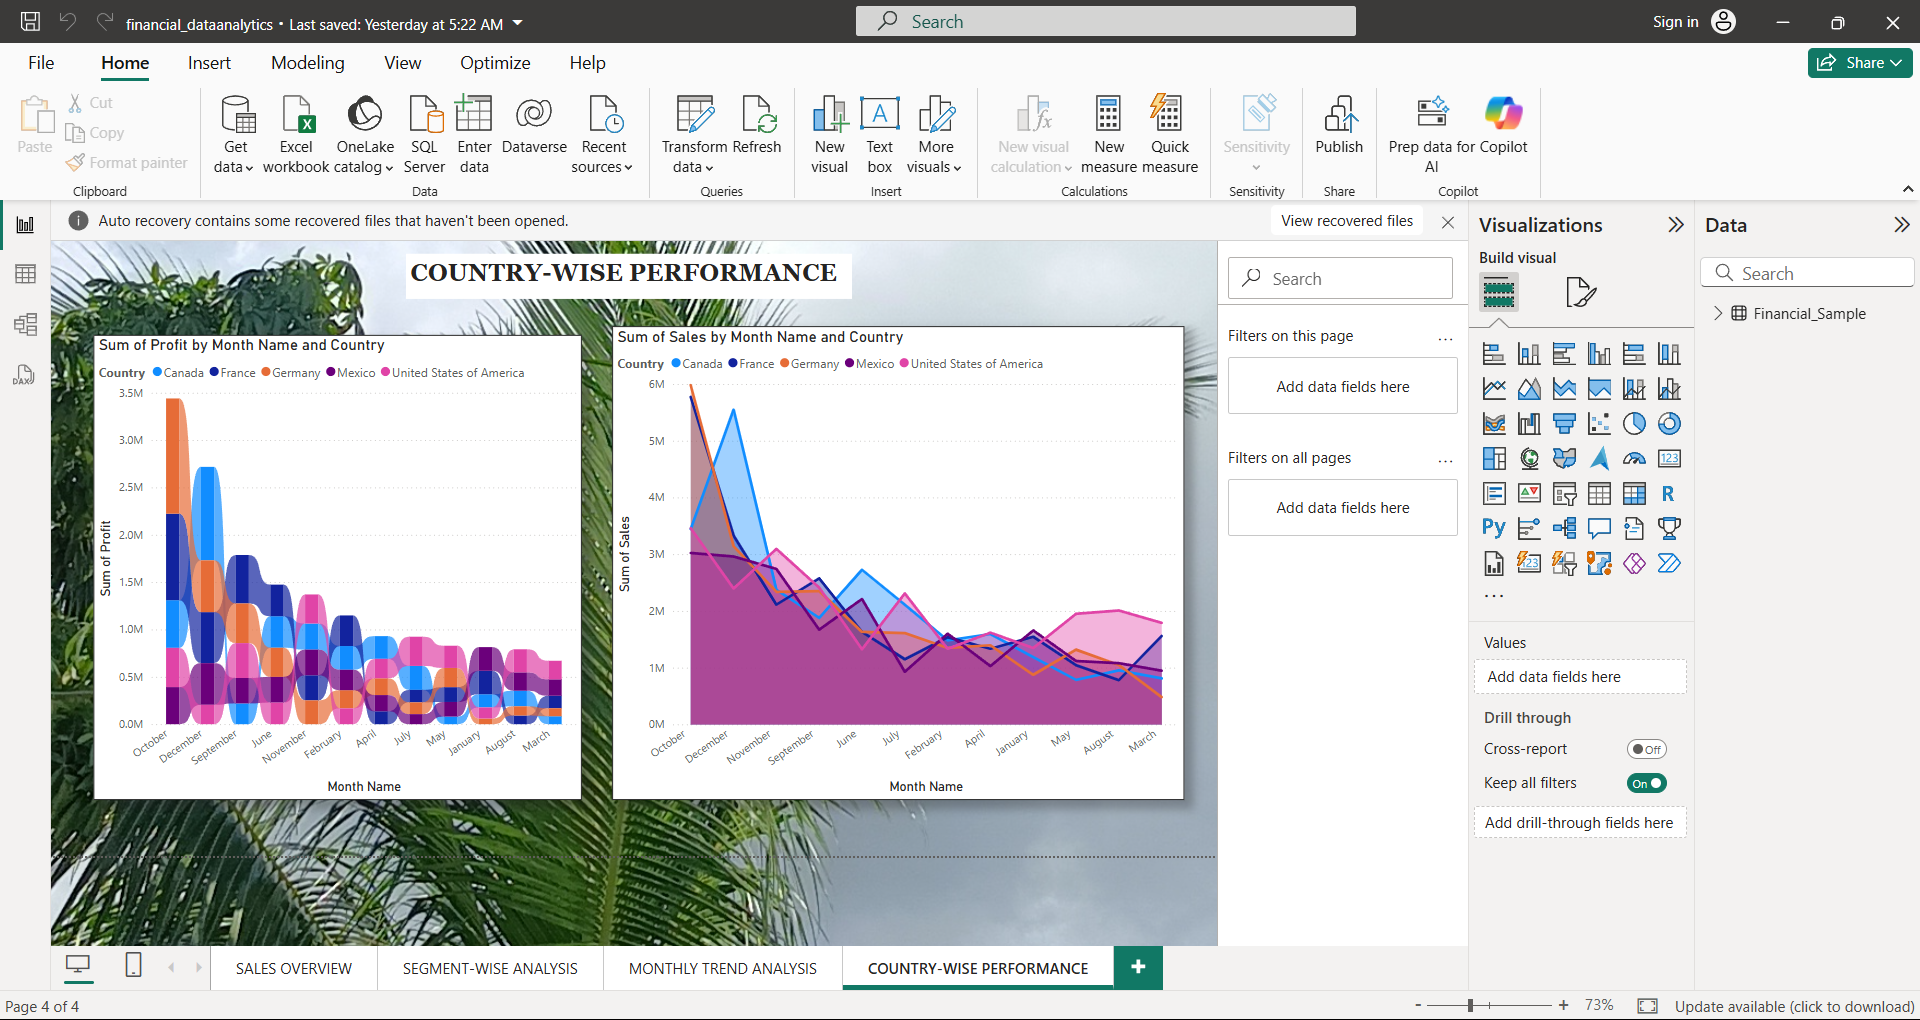 financial_dataanalytics • Last saved: Yesterday at 5:22 AM
Search
Sign in
File Home Insert Modeling View Optimize Help
Share
Paste
Cut
Copy
Format painter
Clipboard
Get data
Excel workbook
OneLake catalog
SQL Server
Enter data
Dataverse
Recent sources
Data
Transform data
Refresh
Queries
New visual
Text box
More visuals
Insert
New visual calculation
New measure
Quick measure
Calculations
Sensitivity
Sensitivity
Publish
Share
Prep data for AI
Copilot
Copilot
Auto recovery contains some recovered files that haven't been opened.
View recovered files
COUNTRY-WISE PERFORMANCE
Sum of Profit by Month Name and Country
Country Canada France Germany Mexico United States of America
3.5M
3.0M
2.5M
2.0M
1.5M
1.0M
0.5M
0.0M
Sum of Profit
October December September June November February April July May January August March
Month Name
Sum of Sales by Month Name and Country
Country Canada France Germany Mexico United States of America
6M
5M
4M
3M
2M
1M
0M
Sum of Sales
October December November September June July February April January May August March
Month Name
Search
Filters on this page
...
Add data fields here
Filters on all pages
...
Add data fields here
Visualizations
Build visual
123
R
Py
123
...
Values
Add data fields here
Drill through
Cross-report
Off
Keep all filters
On
Add drill-through fields here
Data
Search
Financial_Sample
DAX
SALES OVERVIEW
SEGMENT-WISE ANALYSIS
MONTHLY TREND ANALYSIS
COUNTRY-WISE PERFORMANCE
+
Page 4 of 4
- + 73%
Update available (click to download)